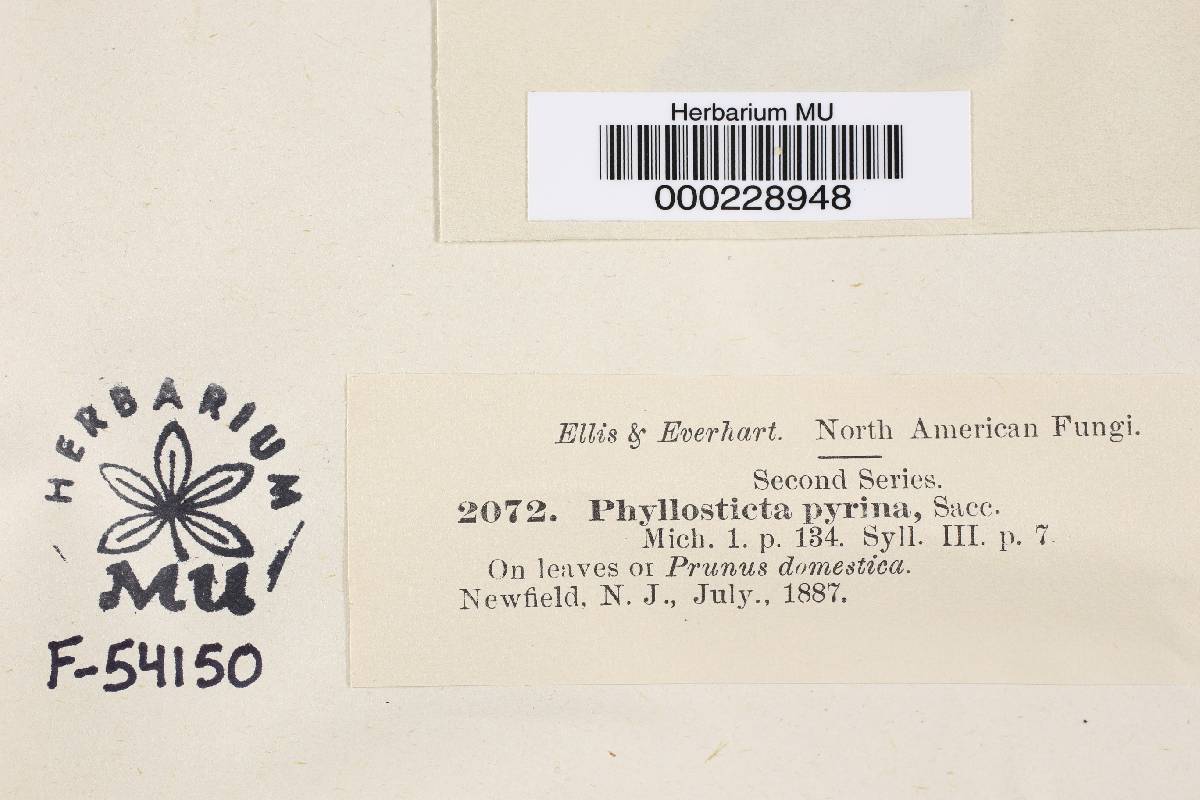 Herbarium MU
000228948
HERBARIUM
MU
F-54150
Ellis & Everhart. North American Fungi.
Second Series.
2072. Phyllosticta pyrina, Sacc.
Mich. 1. p. 134. Syll. III. p. 7.
On leaves of Prunus domestica.
Newfield, N. J., July., 1887.